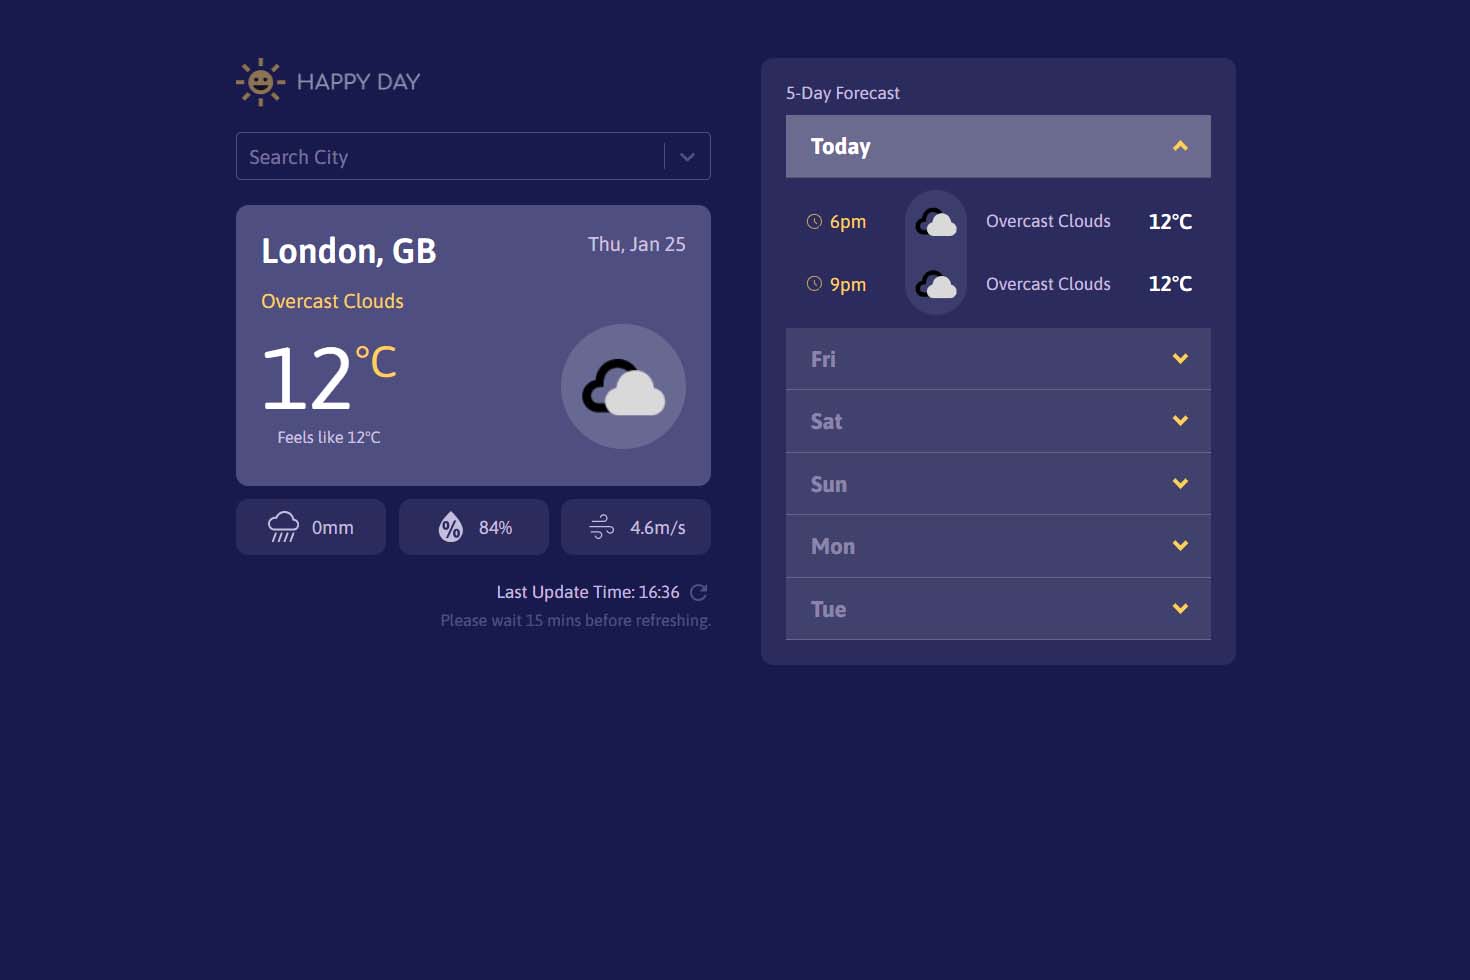 HAPPY DAY
Search City
London, GB
Thu, Jan 25
Overcast Clouds
12°C
Feels like 12°C
0mm
84%
4.6m/s
Last Update Time: 16:36
Please wait 15 mins before refreshing.
5-Day Forecast
Today
6pm Overcast Clouds 12°C
9pm Overcast Clouds 12°C
Fri
Sat
Sun
Mon
Tue